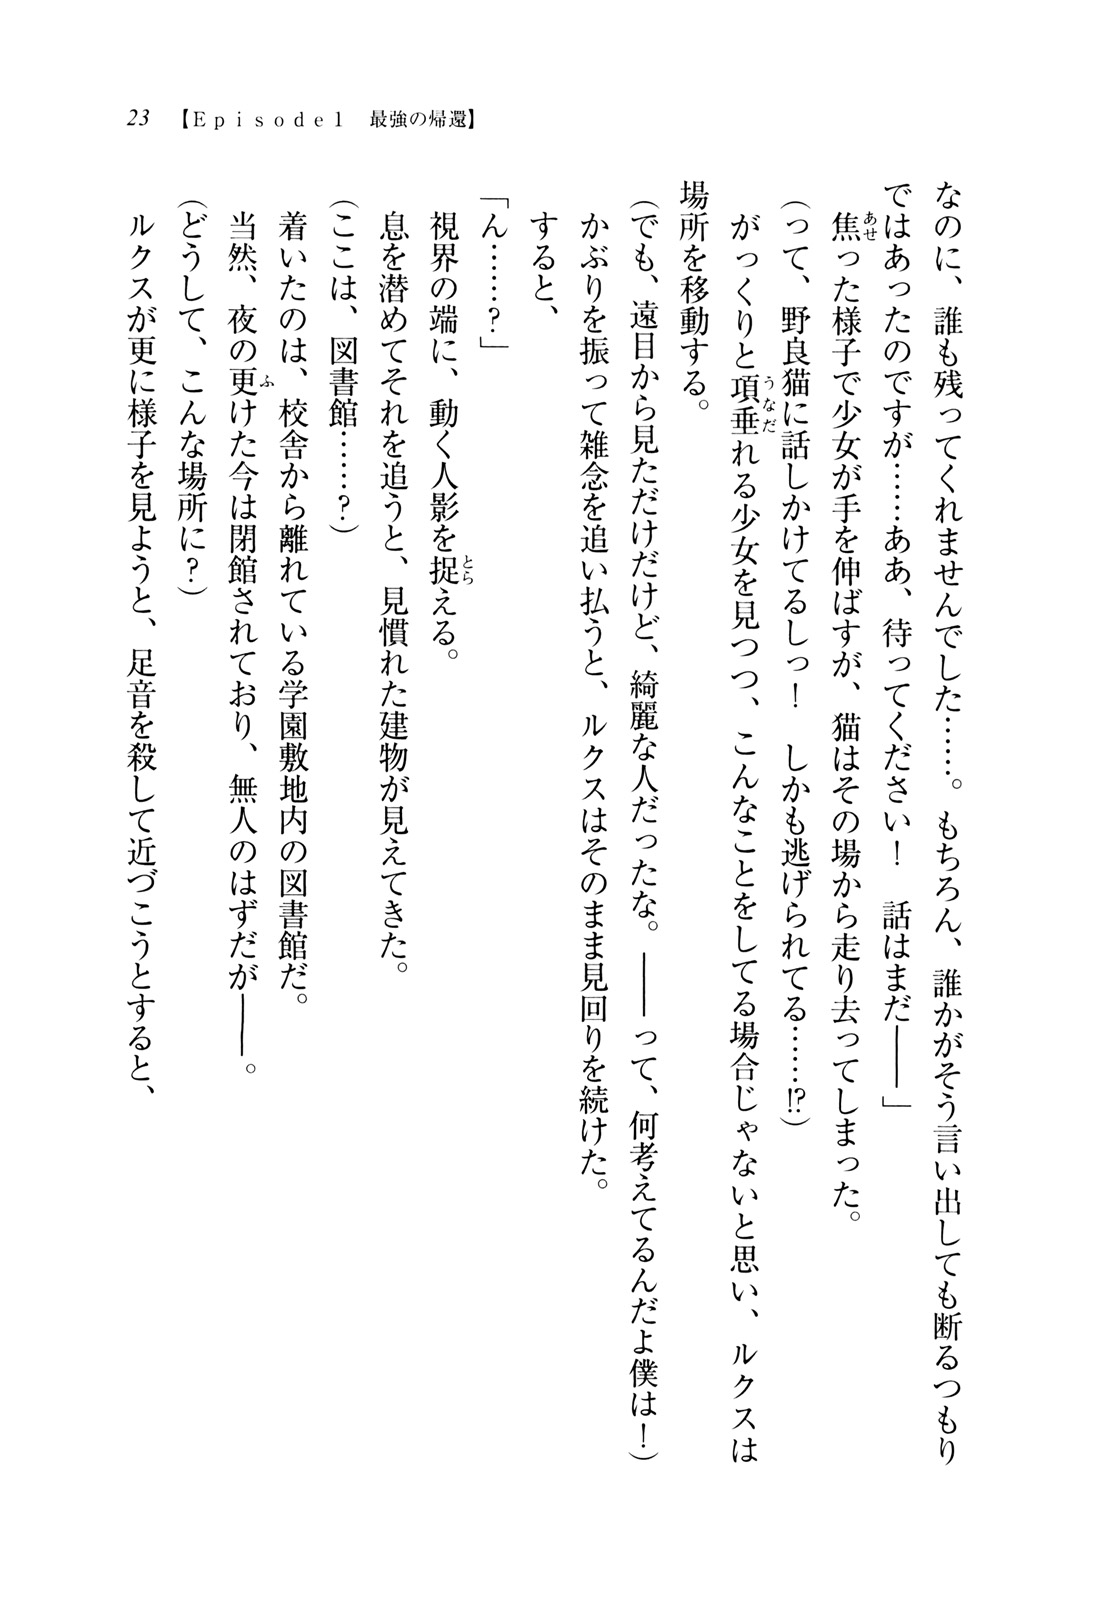 23 【Episode1　最強の帰還】
なのに、誰も残ってくれませんでした……。もちろん、誰かがそう言い出しても断るつもり
ではあったのですが……ああ、待ってください！　話はまだ――」
　焦った様子で少女が手を伸ばすが、猫はその場から走り去ってしまった。
（って、野良猫に話しかけてるしっ！　しかも逃げられてる……!?）
　がっくりと項垂れる少女を見つつ、こんなことをしてる場合じゃないと思い、ルクスは
場所を移動する。
（でも、遠目から見ただけだけど、綺麗な人だったな。――って、何考えてるんだよ僕は！）
　かぶりを振って雑念を追い払うと、ルクスはそのまま見回りを続けた。
　すると、
「ん……？」
　視界の端に、動く人影を捉える。
　息を潜めてそれを追うと、見慣れた建物が見えてきた。
（ここは、図書館……？）
　着いたのは、校舎から離れている学園敷地内の図書館だ。
　当然、夜の更けた今は閉館されており、無人のはずだが――。
（どうして、こんな場所に？）
　ルクスが更に様子を見ようと、足音を殺して近づこうとすると、